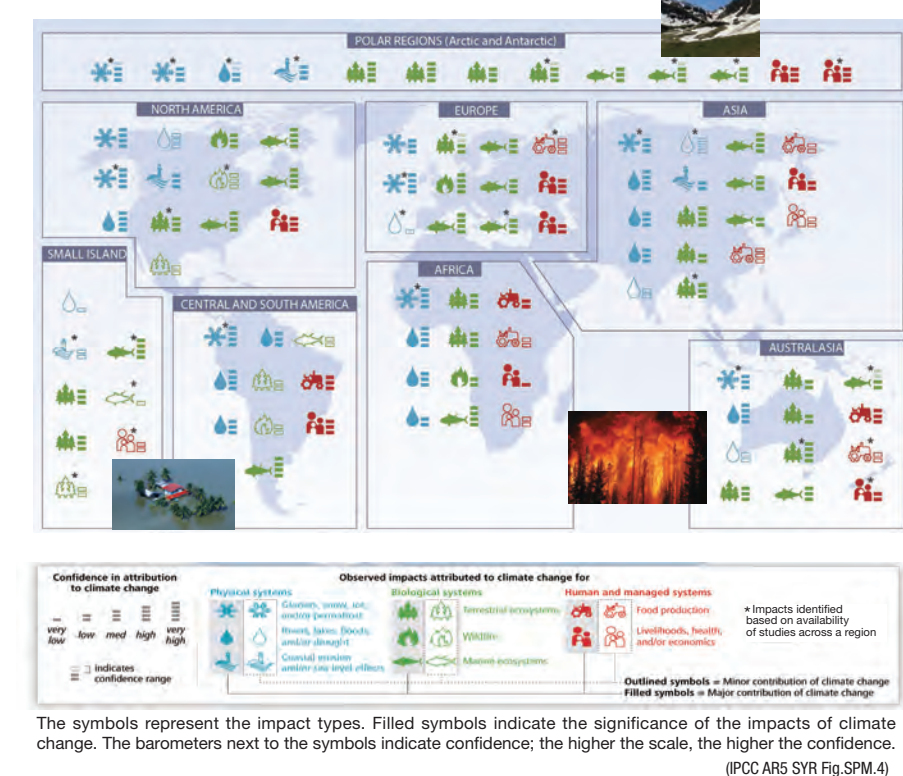 POLAR REGIONS (Arctic and Antarctic)
NORTH AMERICA
EUROPE
ASIA
SMALL ISLAND
CENTRAL AND SOUTH AMERICA
AFRICA
AUSTRALASIA
Confidence in attribution
to climate change
very low
low
med
high
very high
indicates
confidence range
Observed impacts attributed to climate change for
Physical systems
Glaciers, snow, ice,
and/or permafrost
Rivers, lakes, floods,
and/or drought
Coastal erosion
and/or sea level effects
Biological systems
Terrestrial ecosystems
Wildfire
Marine ecosystems
Human and managed systems
Food production
Livelihoods, health,
and/or economics
* Impacts identified
based on availability
of studies across a region
Outlined symbols = Minor contribution of climate change
Filled symbols = Major contribution of climate change
The symbols represent the impact types. Filled symbols indicate the significance of the impacts of climate
change. The barometers next to the symbols indicate confidence; the higher the scale, the higher the confidence.
(IPCC AR5 SYR Fig.SPM.4)